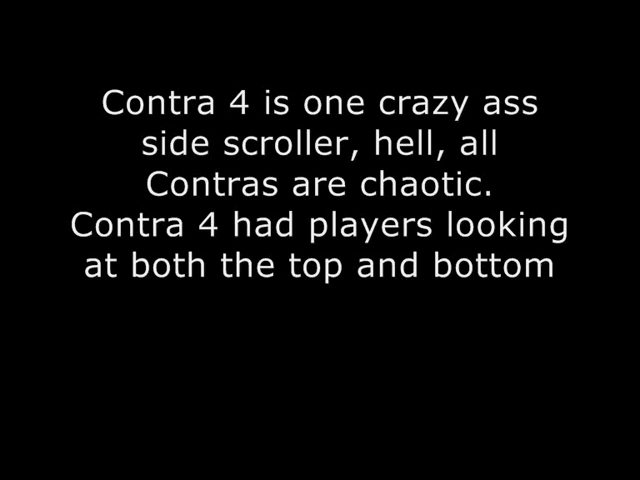 Contra 4 is one crazy ass
side scroller, hell, all
Contras are chaotic.
Contra 4 had players looking
at both the top and bottom